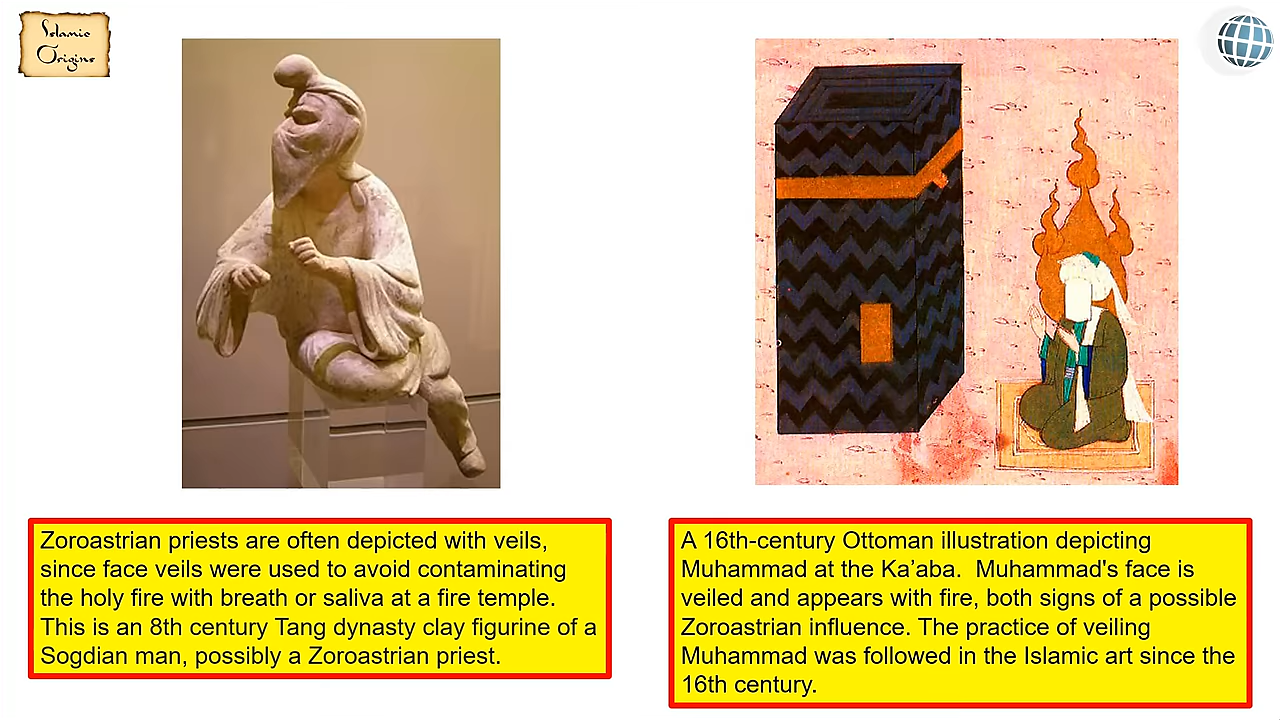 Islamic
Origins
Zoroastrian priests are often depicted with veils,
since face veils were used to avoid contaminating
the holy fire with breath or saliva at a fire temple.
This is an 8th century Tang dynasty clay figurine of a
Sogdian man, possibly a Zoroastrian priest.
A 16th-century Ottoman illustration depicting
Muhammad at the Ka’aba.  Muhammad's face is
veiled and appears with fire, both signs of a possible
Zoroastrian influence. The practice of veiling
Muhammad was followed in the Islamic art since the
16th century.